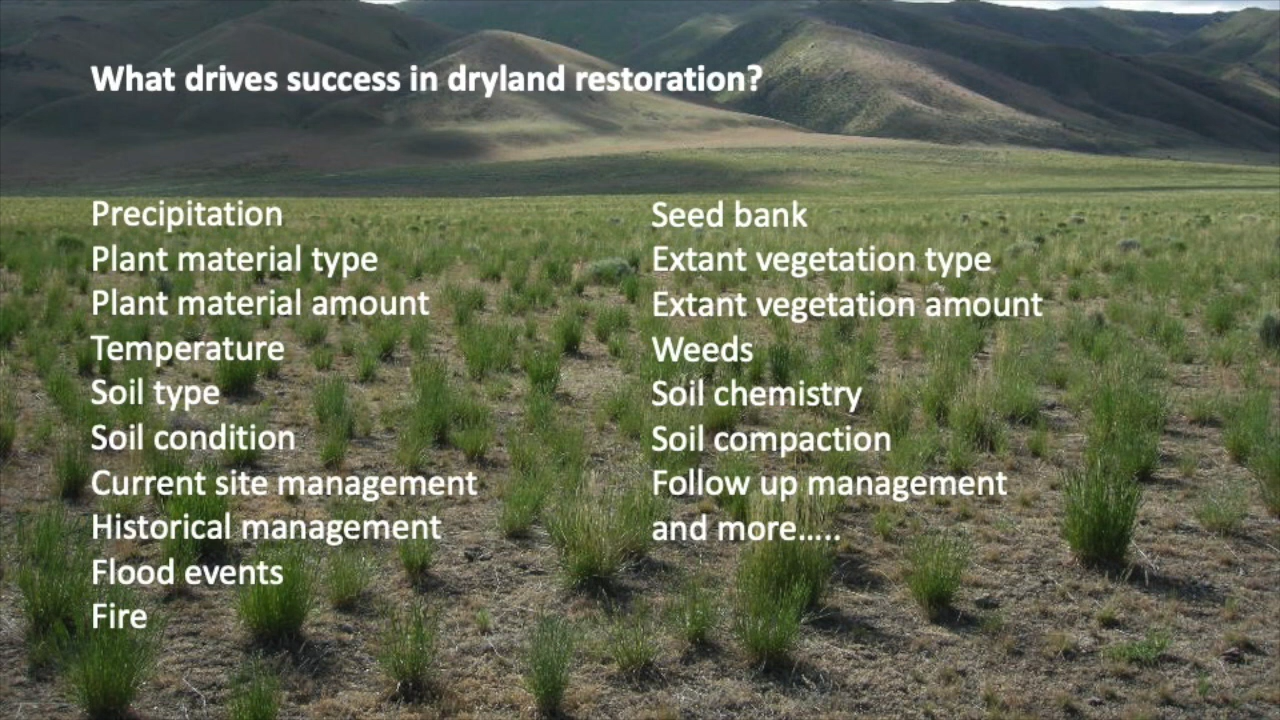 What drives success in dryland restoration?
Precipitation
Plant material type
Plant material amount
Temperature
Soil type
Soil condition
Current site management
Historical management
Flood events
Fire
Seed bank
Extant vegetation type
Extant vegetation amount
Weeds
Soil chemistry
Soil compaction
Follow up management
and more…..